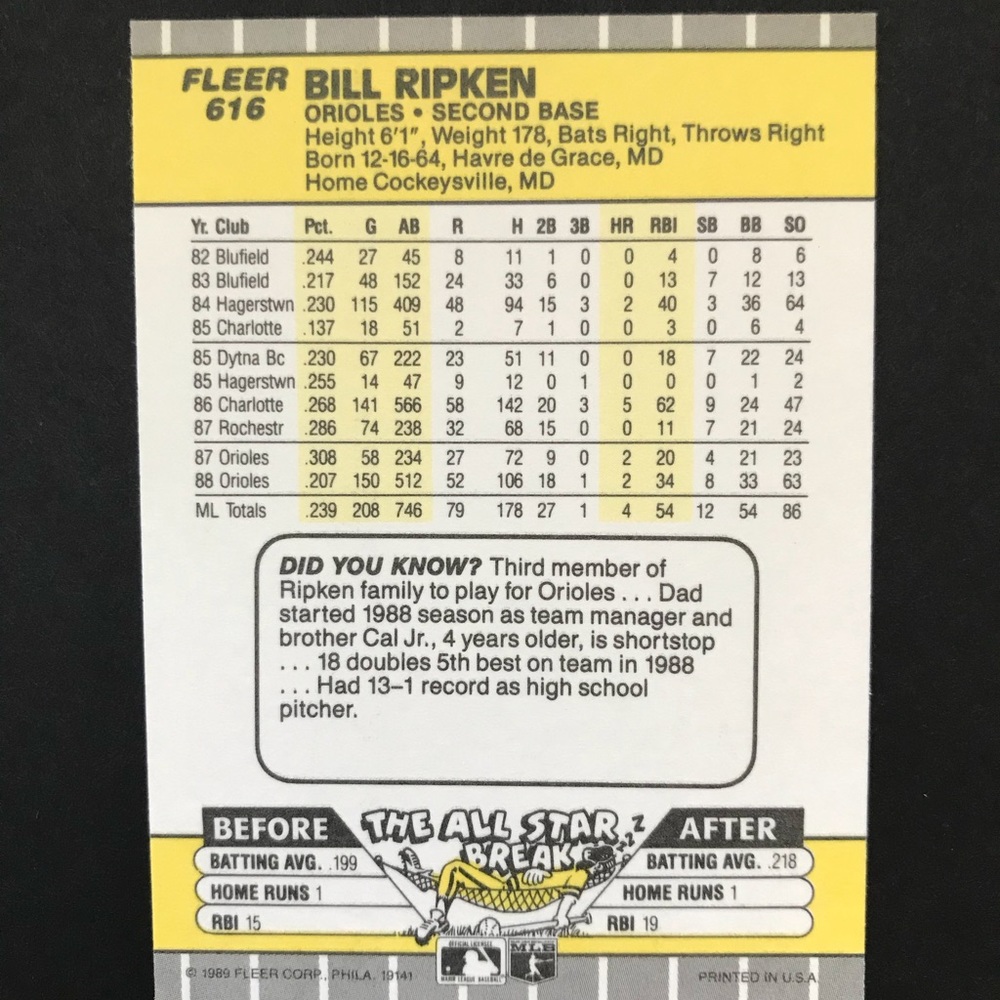 FLEER BILL RIPKEN
616 ORIOLES • SECOND BASE
Height 6'1", Weight 178, Bats Right, Throws Right
Born 12-16-64, Havre de Grace, MD
Home Cockeysville, MD
Yr. Club Pct. G AB R H 2B 3B HR RBI SB BB SO
82 Blufield .244 27 45 8 11 1 0 0 4 0 8 6
83 Blufield .217 48 152 24 33 6 0 0 13 7 12 13
84 Hagerstwn .230 115 409 48 94 15 3 2 40 3 36 64
85 Charlotte .137 18 51 2 7 1 0 0 3 0 6 4
85 Dytna Bc .230 67 222 23 51 11 0 0 18 7 22 24
85 Hagerstwn .255 14 47 9 12 0 1 0 0 0 1 2
86 Charlotte .268 141 566 58 142 20 3 5 62 9 24 47
87 Rochestr .286 74 238 32 68 15 0 0 11 7 21 24
87 Orioles .308 58 234 27 72 9 0 2 20 4 21 23
88 Orioles .207 150 512 52 106 18 1 2 34 8 33 63
ML Totals .239 208 746 79 178 27 1 4 54 12 54 86
DID YOU KNOW? Third member of
Ripken family to play for Orioles . . . Dad
started 1988 season as team manager and
brother Cal Jr., 4 years older, is shortstop
. . . 18 doubles 5th best on team in 1988
. . . Had 13–1 record as high school
pitcher.
THE ALL STAR
BREAK
ZZZ
BEFORE
BATTING AVG. .199
HOME RUNS 1
RBI 15
AFTER
BATTING AVG. .218
HOME RUNS 1
RBI 19
OFFICIAL LICENSEE
MAJOR LEAGUE BASEBALL
© 1989 FLEER CORP., PHILA. 19141
PRINTED IN U.S.A.